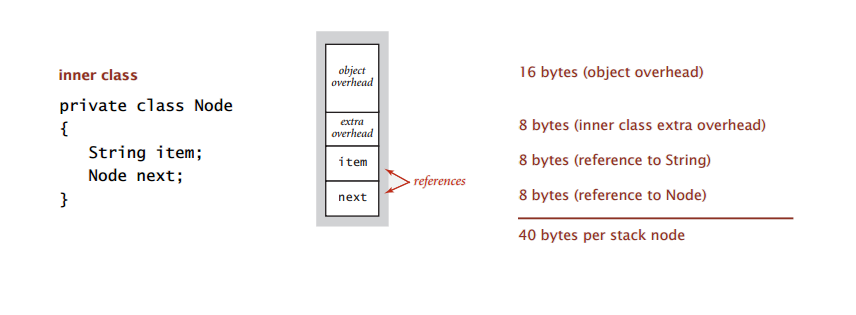 inner class
private class Node
{
String item;
Node next;
}
object
overhead
extra
overhead
item
next
references
16 bytes (object overhead)
8 bytes (inner class extra overhead)
8 bytes (reference to String)
8 bytes (reference to Node)
40 bytes per stack node